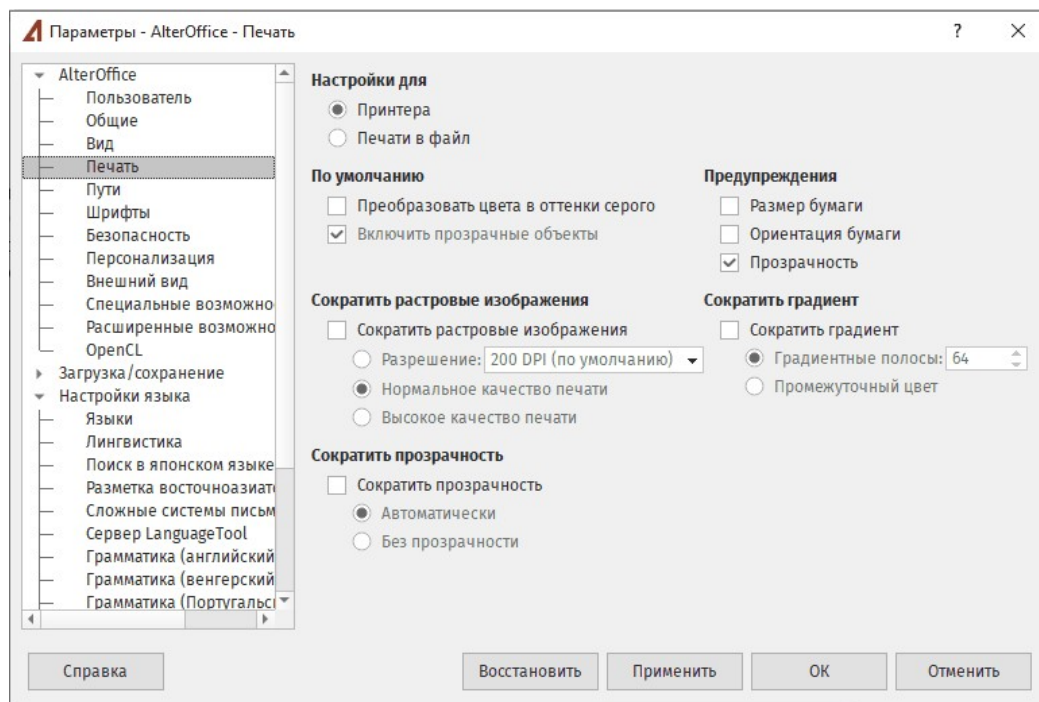 Параметры - AlterOffice - Печать
?
AlterOffice
Пользователь
Общие
Вид
Печать
Пути
Шрифты
Безопасность
Персонализация
Внешний вид
Специальные возможно
Расширенные возможно
OpenCL
Загрузка/сохранение
Настройки языка
Языки
Лингвистика
Поиск в японском языке
Разметка восточноазиат
Сложные системы письм
Сервер LanguageTool
Грамматика (английский
Грамматика (венгерский
Грамматика (Португальс
Настройки для
Принтера
Печати в файл
По умолчанию
Преобразовать цвета в оттенки серого
Включить прозрачные объекты
Предупреждения
Размер бумаги
Ориентация бумаги
Прозрачность
Сократить растровые изображения
Сократить растровые изображения
Разрешение: 200 DPI (по умолчанию)
Нормальное качество печати
Высокое качество печати
Сократить градиент
Сократить градиент
Градиентные полосы: 64
Промежуточный цвет
Сократить прозрачность
Сократить прозрачность
Автоматически
Без прозрачности
Справка
Восстановить
Применить
ОК
Отменить